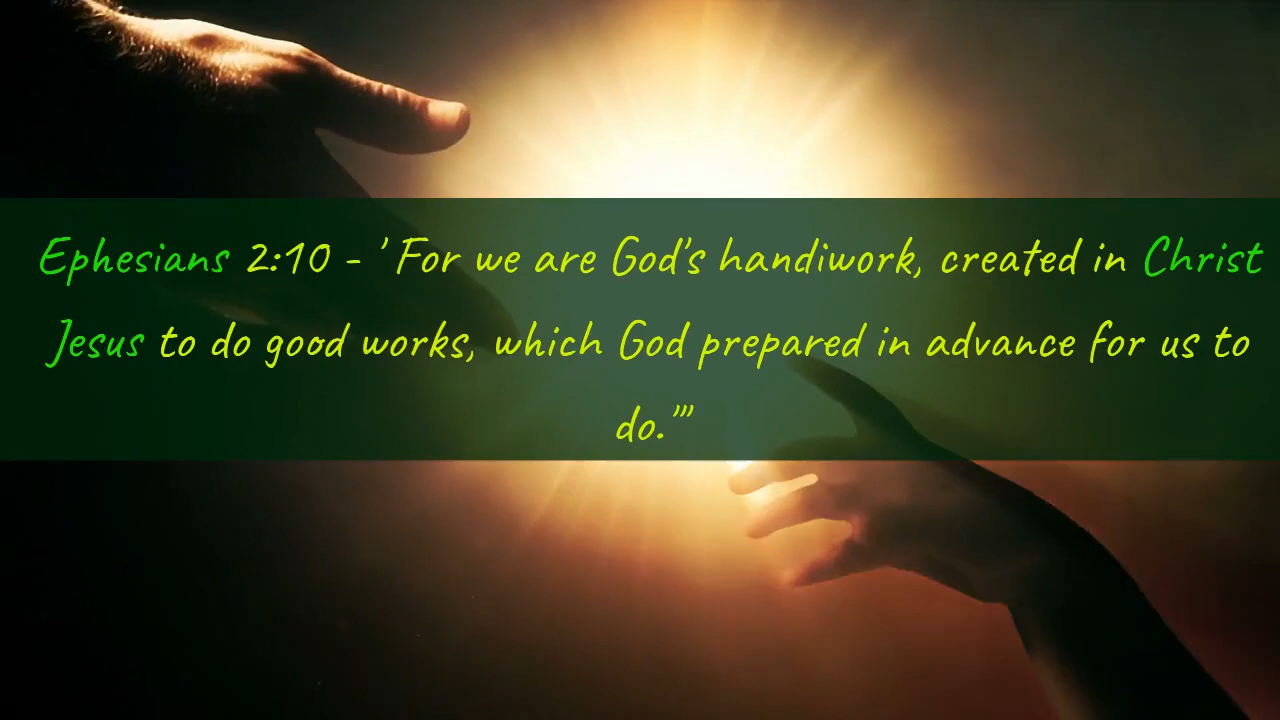 Ephesians 2:10 - ' For we are God's handiwork, created in Christ
Jesus to do good works, which God prepared in advance for us to
do.'"